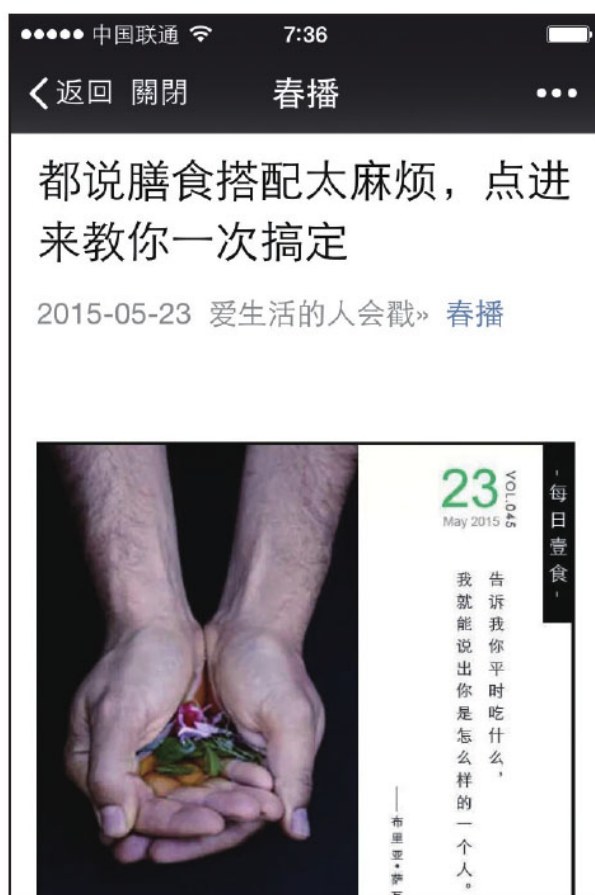 中国联通 7:36
返回 關閉 春播
都说膳食搭配太麻烦，点进
来教你一次搞定
2015-05-23 爱生活的人会戳» 春播
23
May 2015
VOL.045
-每日壹食-
告诉我你平时吃什么，
我就能说出你是怎么样的一个人。
——布里亚·萨